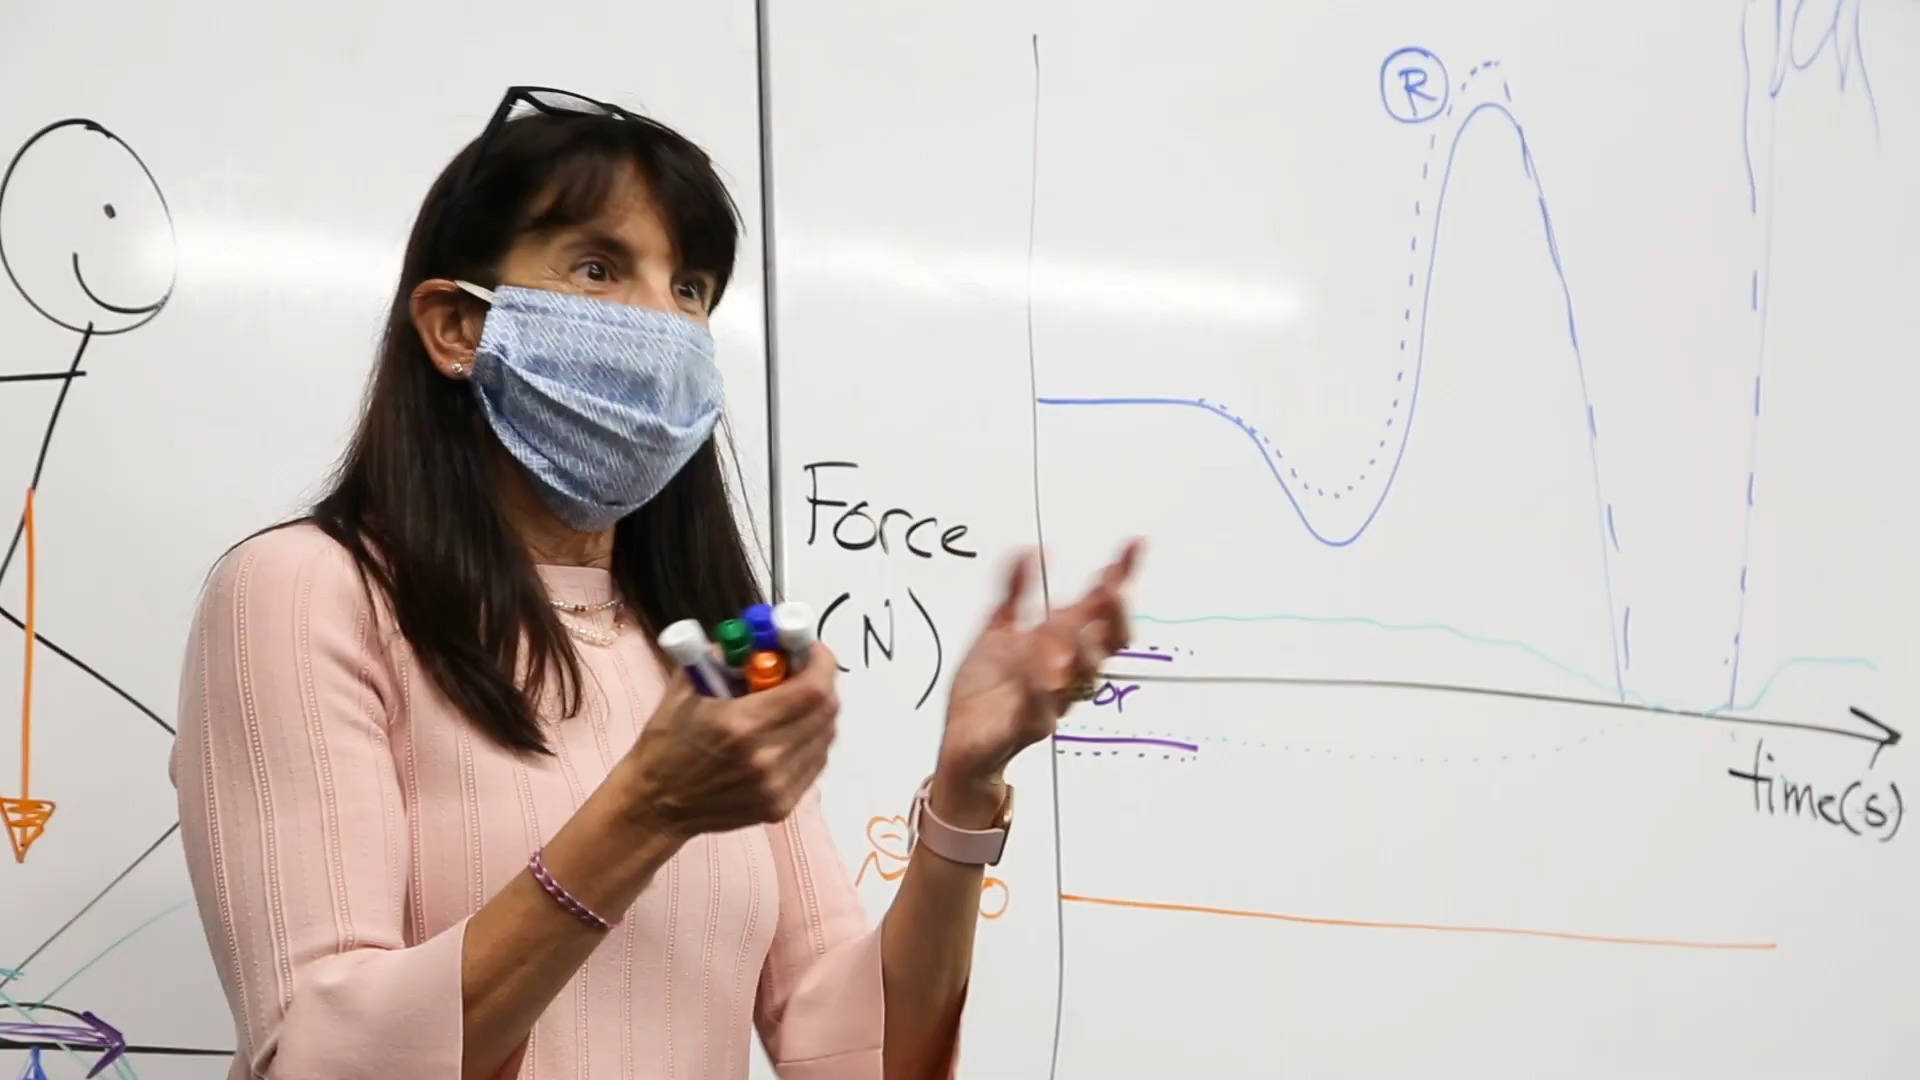 R
Force
(N)
or
time(s)